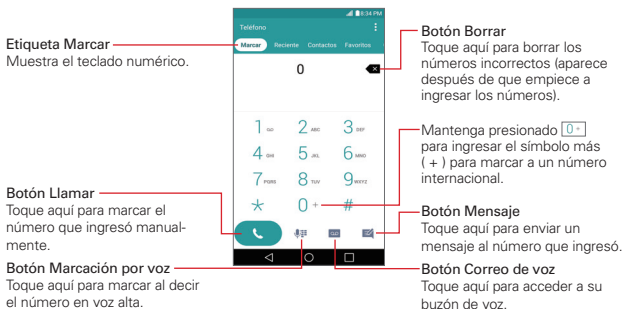 Etiqueta Marcar
Muestra el teclado numérico.
Botón Llamar
Toque aquí para marcar el
número que ingresó manual-
mente.
Botón Marcación por voz
Toque aquí para marcar al decir
el número en voz alta.
8:34 PM
Teléfono
Marcar Reciente Contactos Favoritos
0
1 2 ABC 3 DEF
4 GHI 5 JKL 6 MNO
7 PQRS 8 TUV 9 WXYZ
* 0 + #
Botón Borrar
Toque aquí para borrar los
números incorrectos (aparece
después de que empiece a
ingresar los números).
Mantenga presionado 0 +
para ingresar el símbolo más
( + ) para marcar a un número
internacional.
Botón Mensaje
Toque aquí para enviar un
mensaje al número que ingresó.
Botón Correo de voz
Toque aquí para acceder a su
buzón de voz.